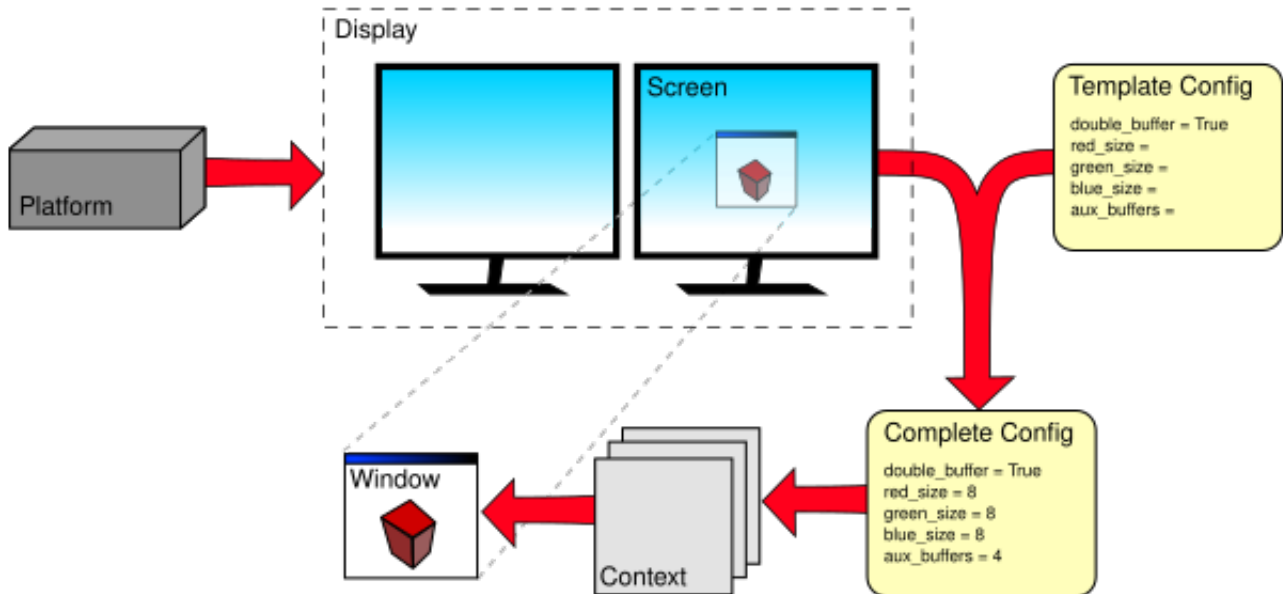 Display
Screen
Platform
Template Config
double_buffer = True
red_size =
green_size =
blue_size =
aux_buffers =
Complete Config
double_buffer = True
red_size = 8
green_size = 8
blue_size = 8
aux_buffers = 4
Window
Context